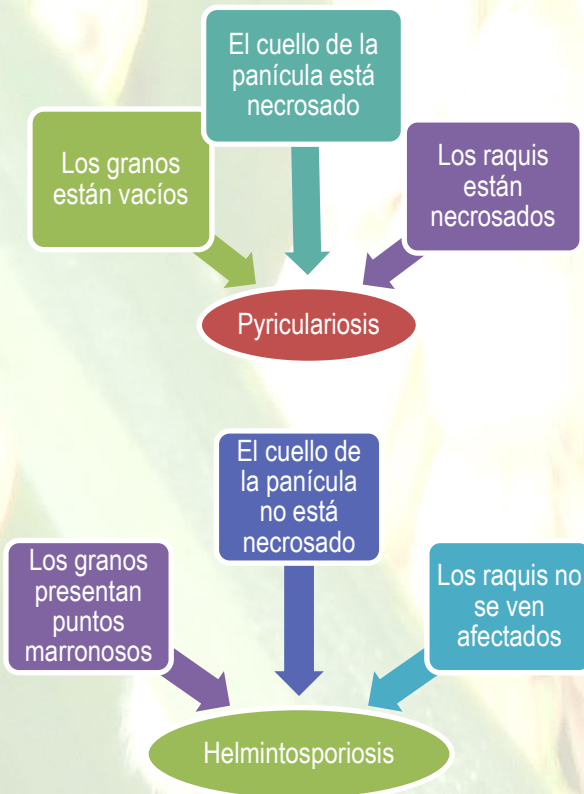 El cuello de la
panícula está
necrosado
Los granos
están vacíos
Los raquis
están
necrosados
Pyriculariosis
El cuello de
la panícula
no está
necrosado
Los granos
presentan
puntos
marronosos
Los raquis no
se ven
afectados
Helmintosporiosis